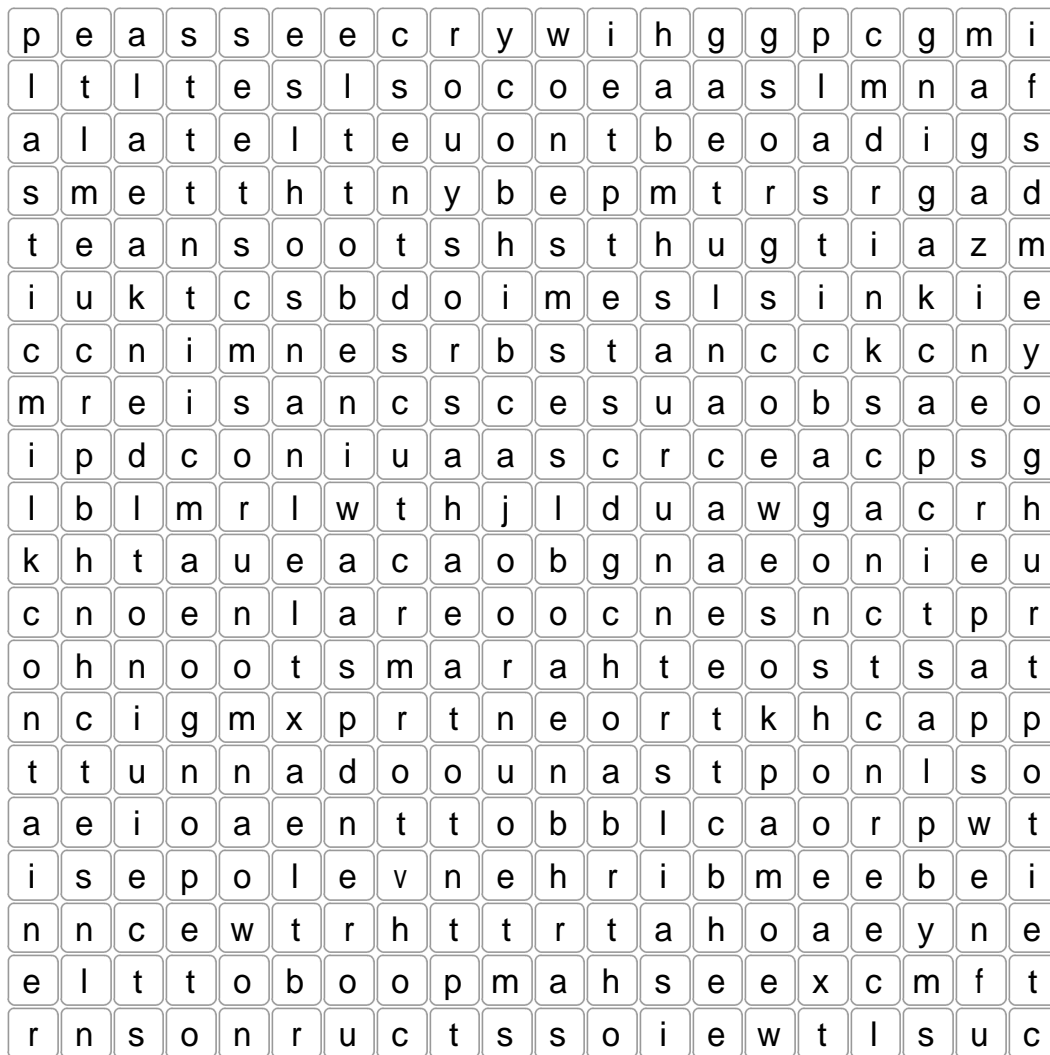 p e a s s e e c r y w i h g g p c g m i
l t l t e s l s o c o e a a s l m n a f
a l a t e l t e u o n t b e o a d i g s
s m e t t h t n y b e p m t r s r g a d
t e a n s o o t s h s t h u g t i a z m
i u k t c s b d o i m e s l s i n k i e
c c n i m n e s r b s t a n c c k c n y
m r e i s a n c s c e s u a o b s a e o
i p d c o n i u a a s c r c e a c p s g
l b l m r l w t h j l d u a w g a c r h
k h t a u e a c a o b g n a e o n i e u
c n o e n l a r e o o c n e s n c t p r
o h n o o t s m a r a h t e o s t s a t
n c i g m x p r t n e o r t k h c a p p
t t u n n a d o o u n a s t p o n l s o
a e i o a e n t t o b b l c a o r p w t
i s e p o l e v n e h r i b m e e b e i
n n c e w t r h t t r t a h o a e y n e
e l t t o b o o p m a h s e e x c m f t
r n s o n r u c t s s o i e w t l s u c